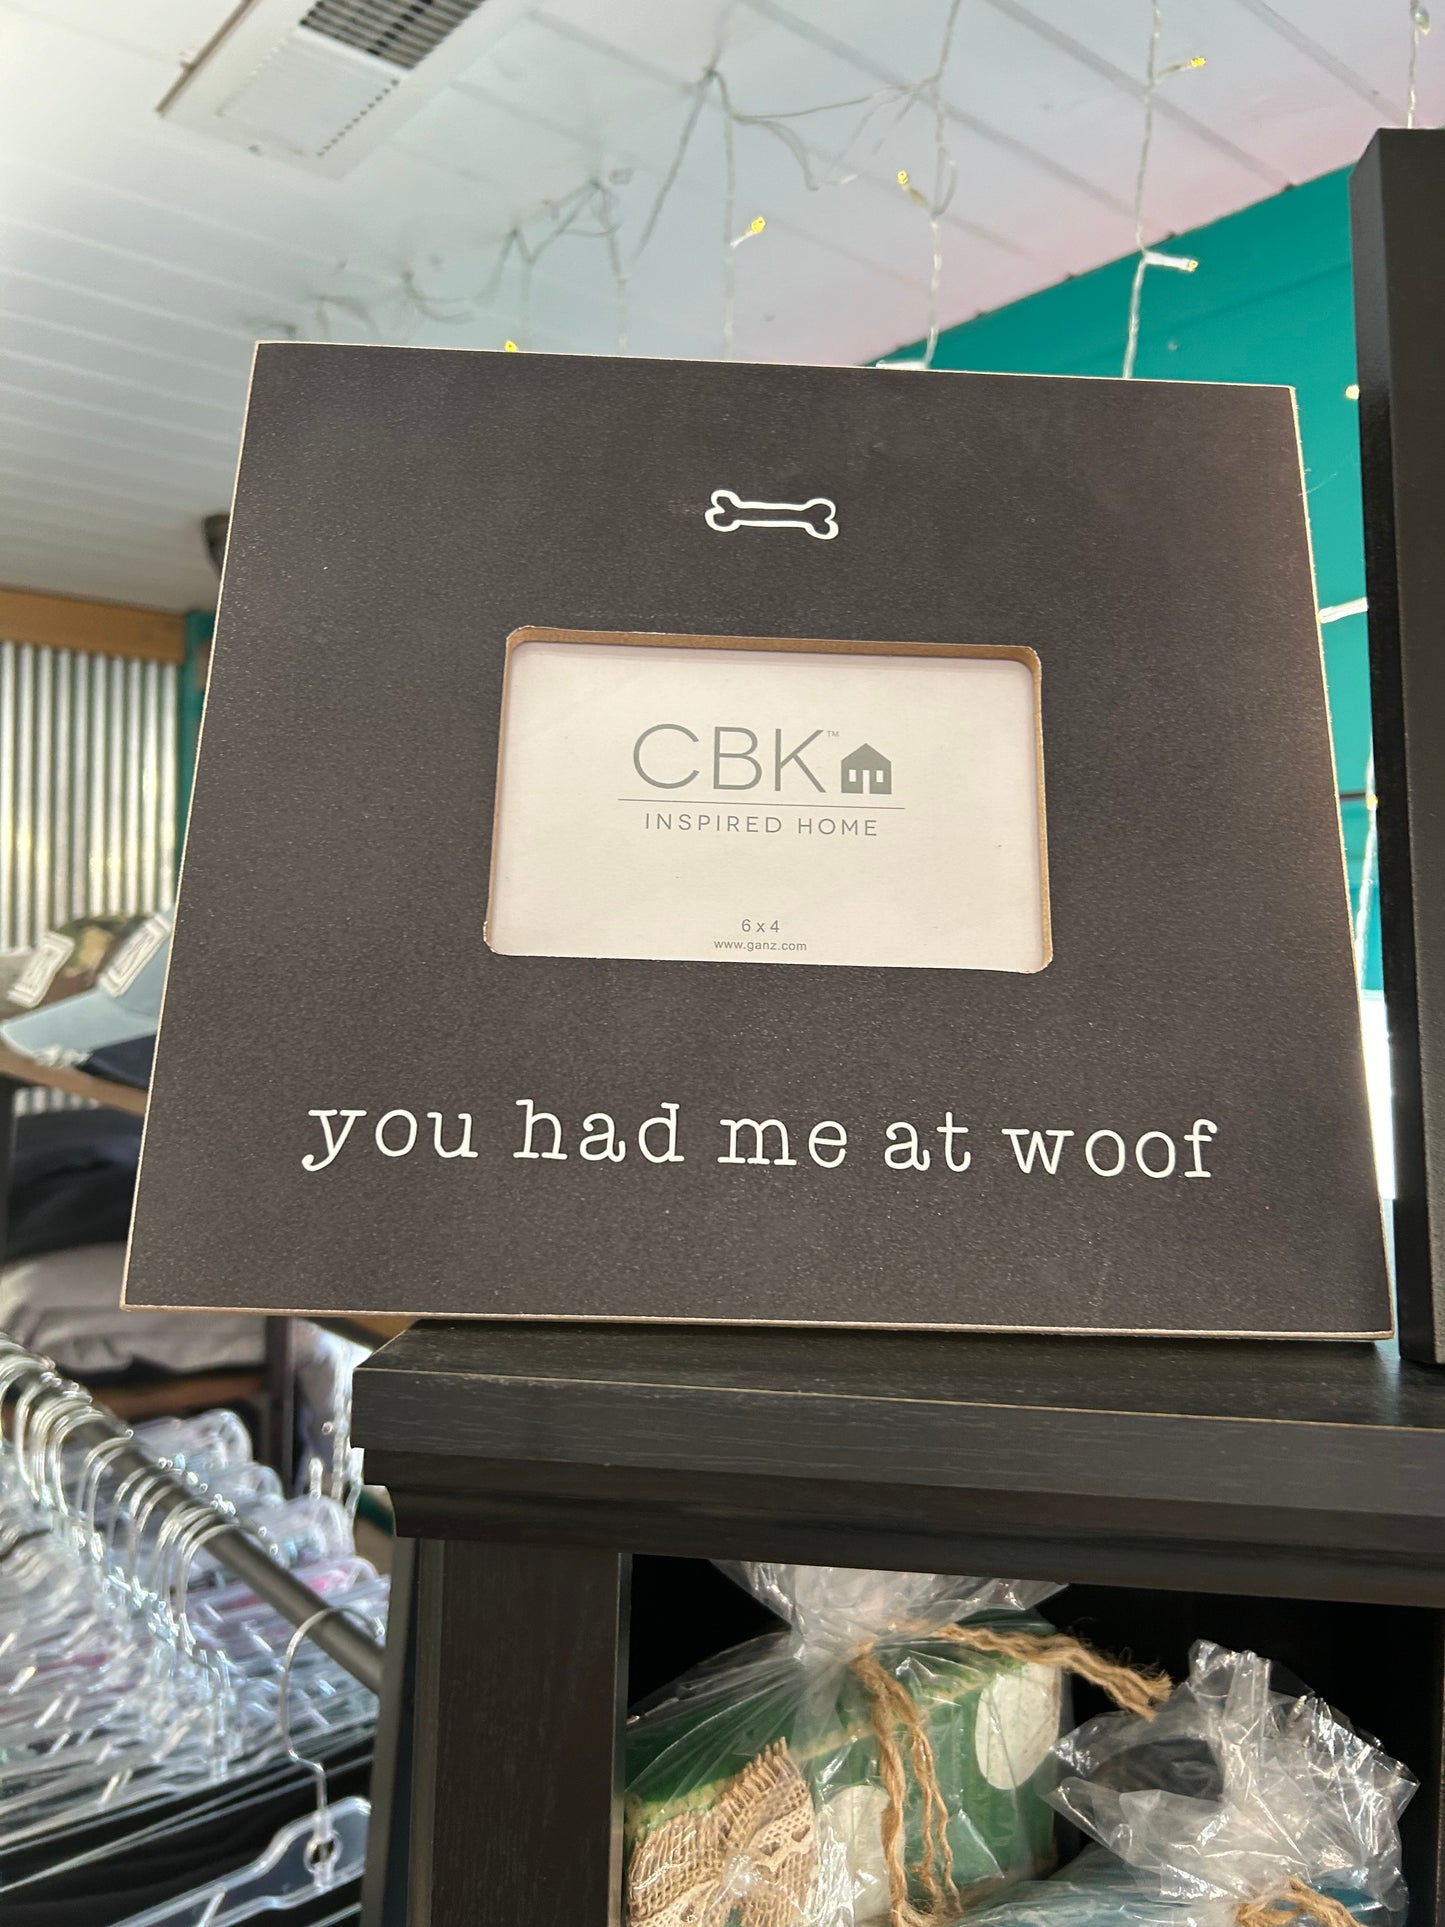 CBK™
INSPIRED HOME
6 x 4
www.ganz.com
you had me at woof